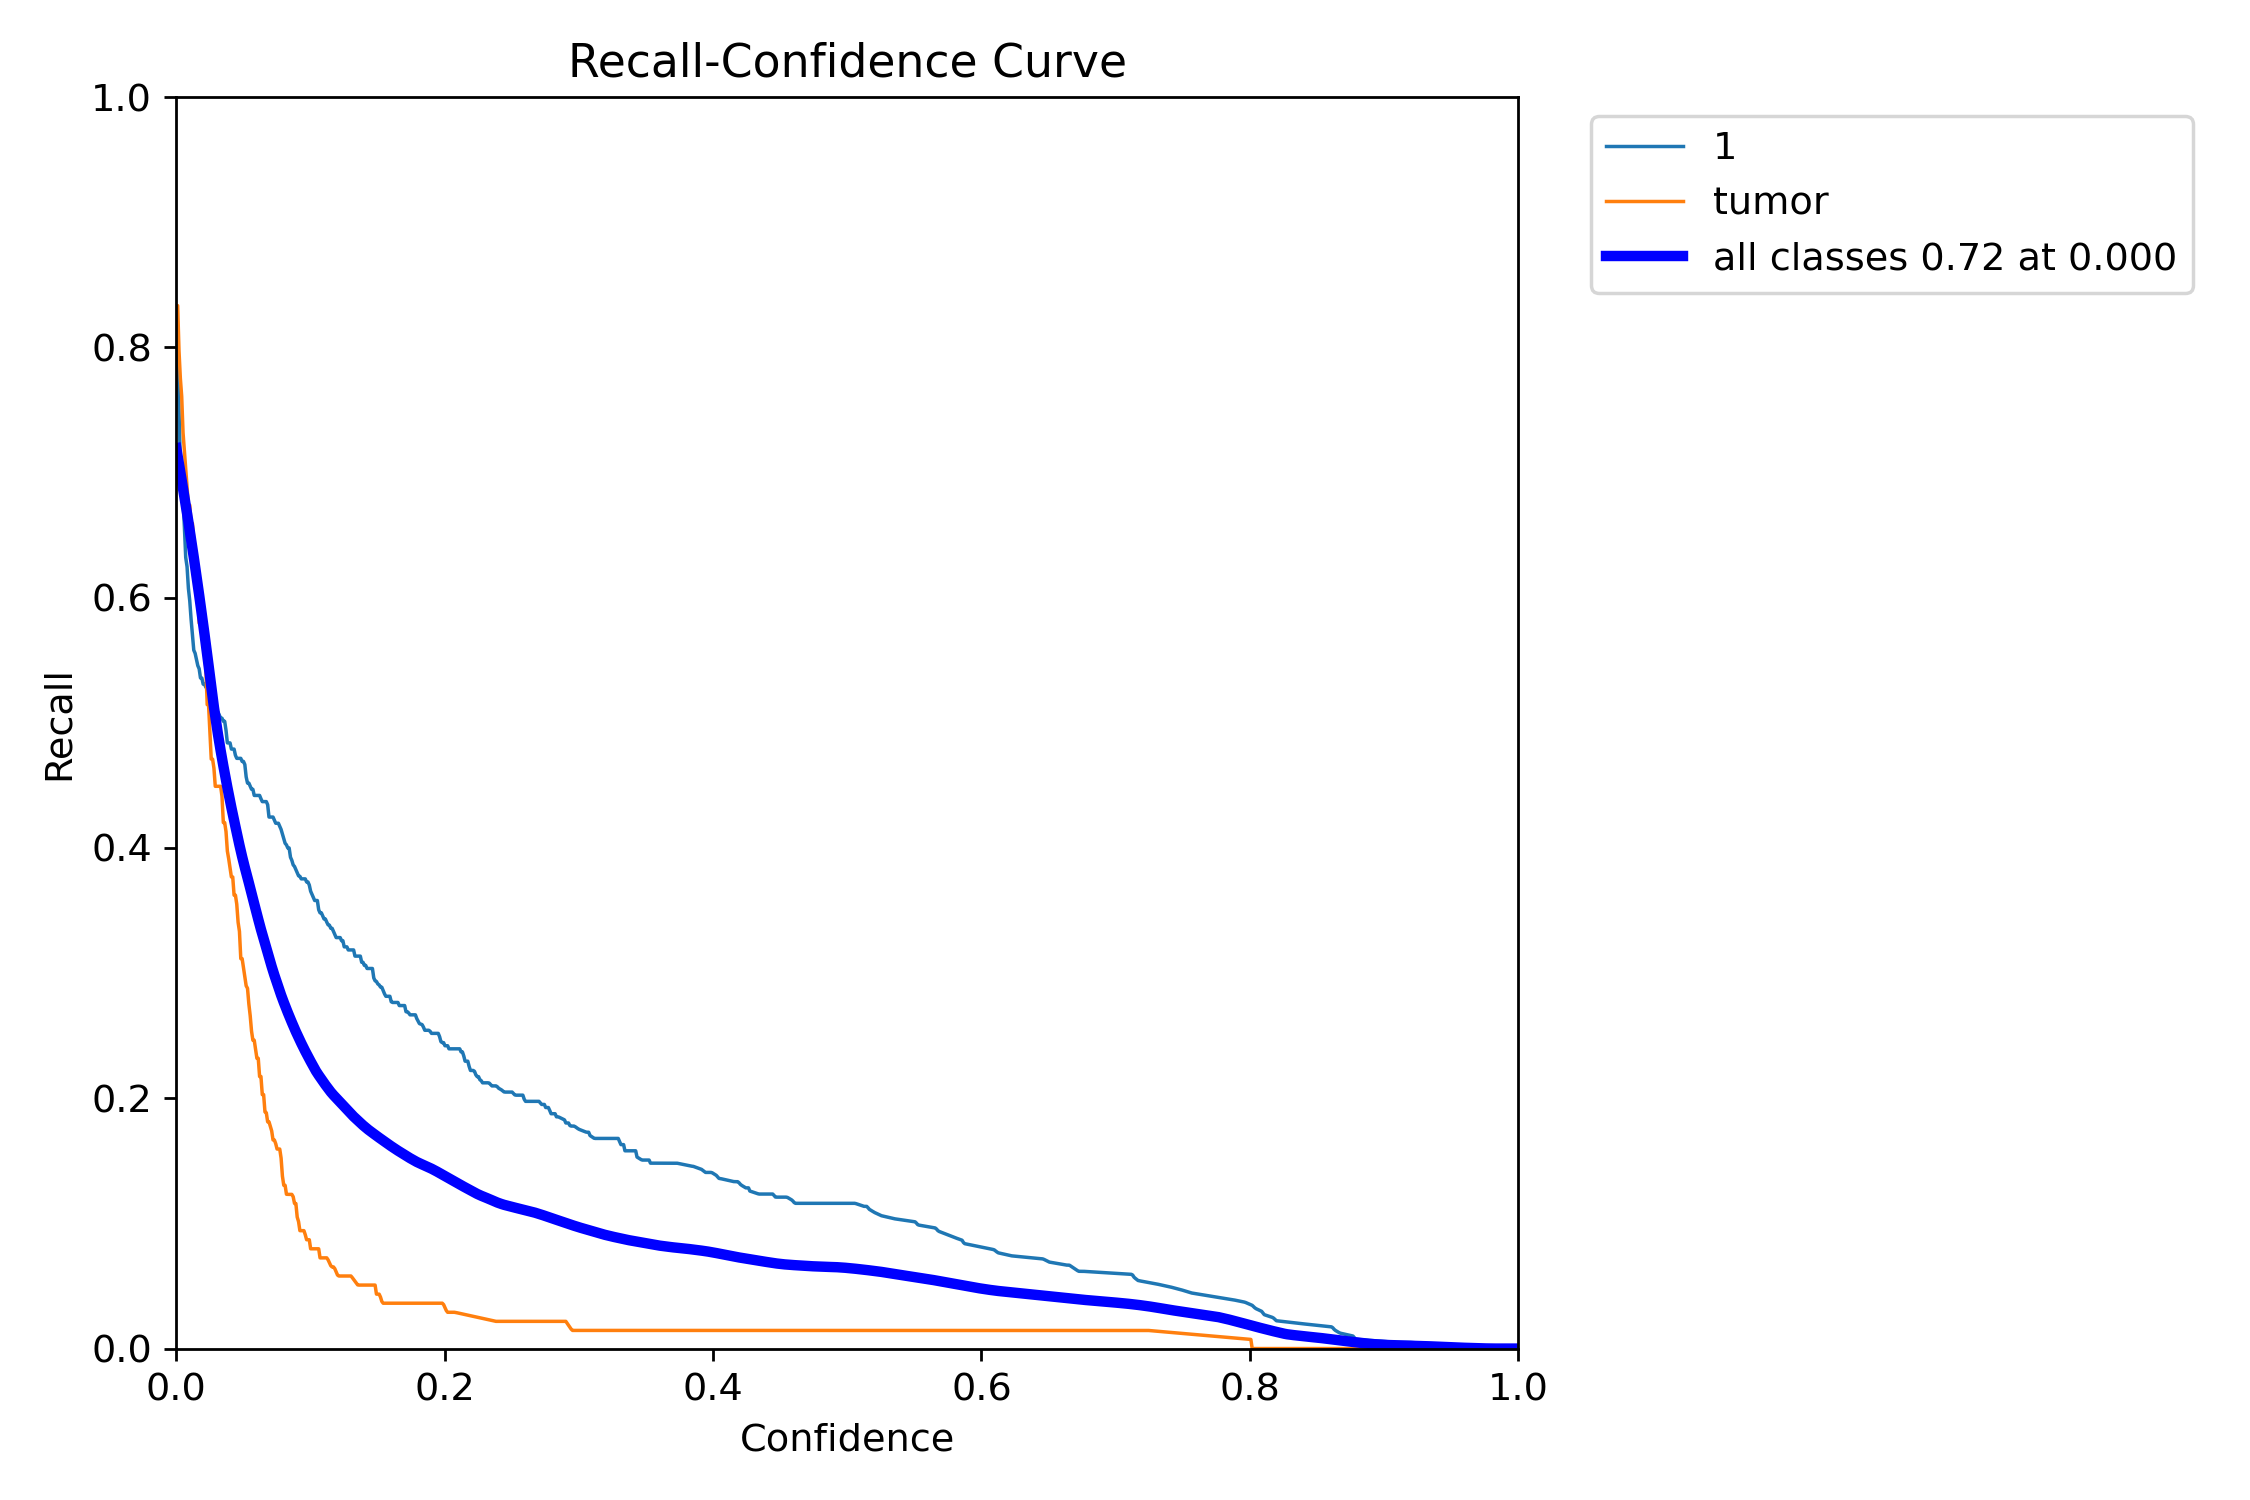 Recall-Confidence Curve
1.0
0.8
0.6
0.4
0.2
0.0
Recall
0.0 0.2 0.4 0.6 0.8 1.0
Confidence
1
tumor
all classes 0.72 at 0.000